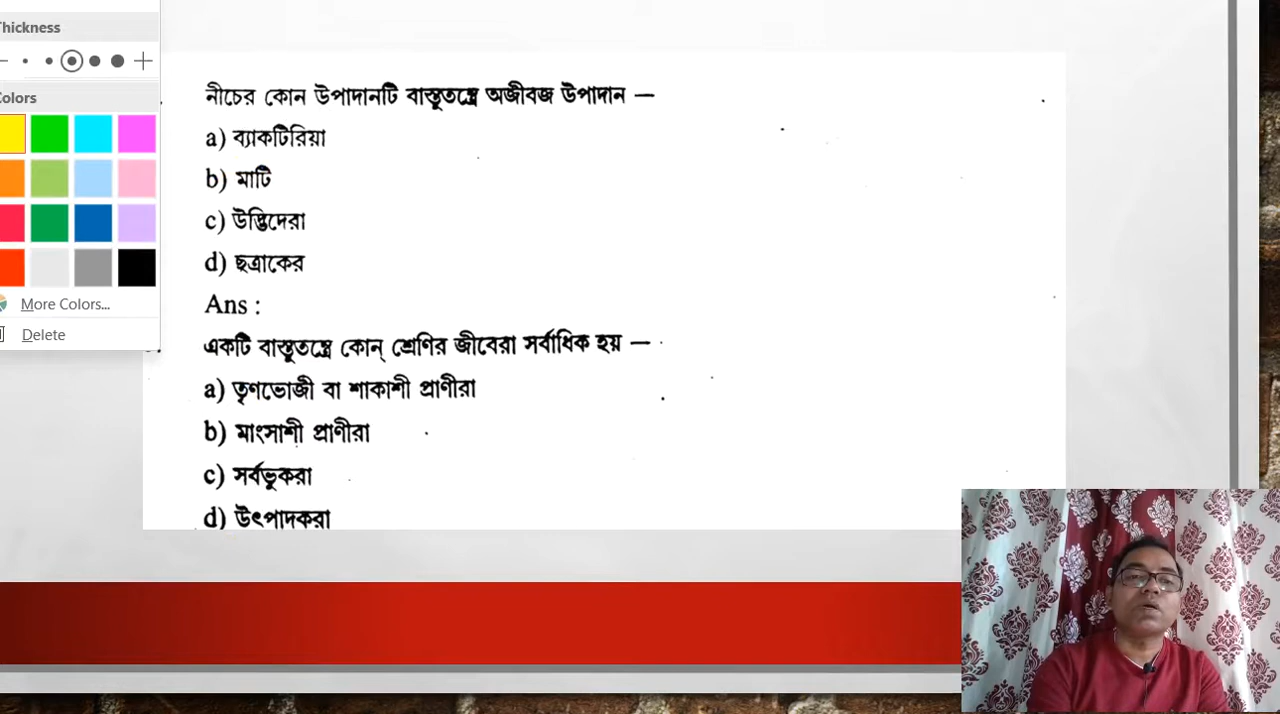 Thickness
Colors
More Colors...
Delete
নীচের কোন উপাদানটি বাস্তুতন্ত্রে অজীবজ উপাদান —
a) ব্যাকটিরিয়া
b) মাটি
c) উদ্ভিদেরা
d) ছত্রাকের
Ans :
একটি বাস্তুতন্ত্রে কোন্ শ্রেণির জীবেরা সর্বাধিক হয় —
a) তৃণভোজী বা শাকাশী প্রাণীরা
b) মাংসাশী প্রাণীরা
c) সর্বভুকরা
d) উৎপাদকরা